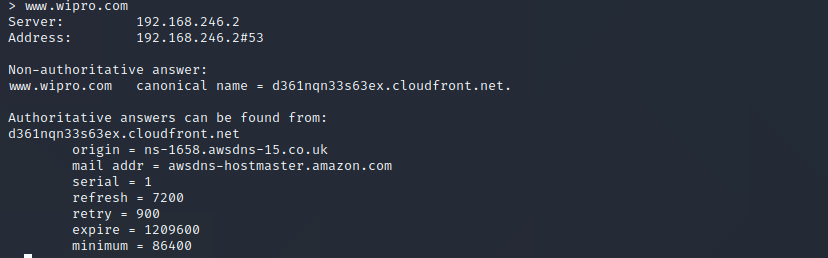 > www.wipro.com
Server:         192.168.246.2
Address:        192.168.246.2#53
Non-authoritative answer:
www.wipro.com   canonical name = d361nqn33s63ex.cloudfront.net.
Authoritative answers can be found from:
d361nqn33s63ex.cloudfront.net
        origin = ns-1658.awsdns-15.co.uk
        mail addr = awsdns-hostmaster.amazon.com
        serial = 1
        refresh = 7200
        retry = 900
        expire = 1209600
        minimum = 86400